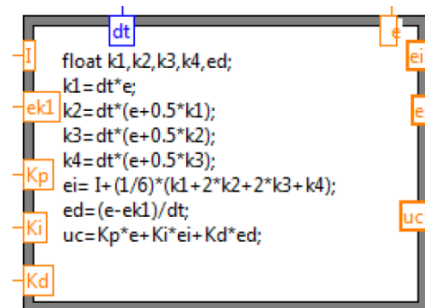 dt
e
I
ei
float k1,k2,k3,k4,ed;
k1=dt*e;
ek1
e
k2=dt*(e+0.5*k1);
k3=dt*(e+0.5*k2);
k4=dt*(e+0.5*k3);
Kp
ei= I+(1/6)*(k1+2*k2+2*k3+k4);
ed=(e-ek1)/dt;
uc
Ki
uc=Kp*e+Ki*ei+Kd*ed;
Kd